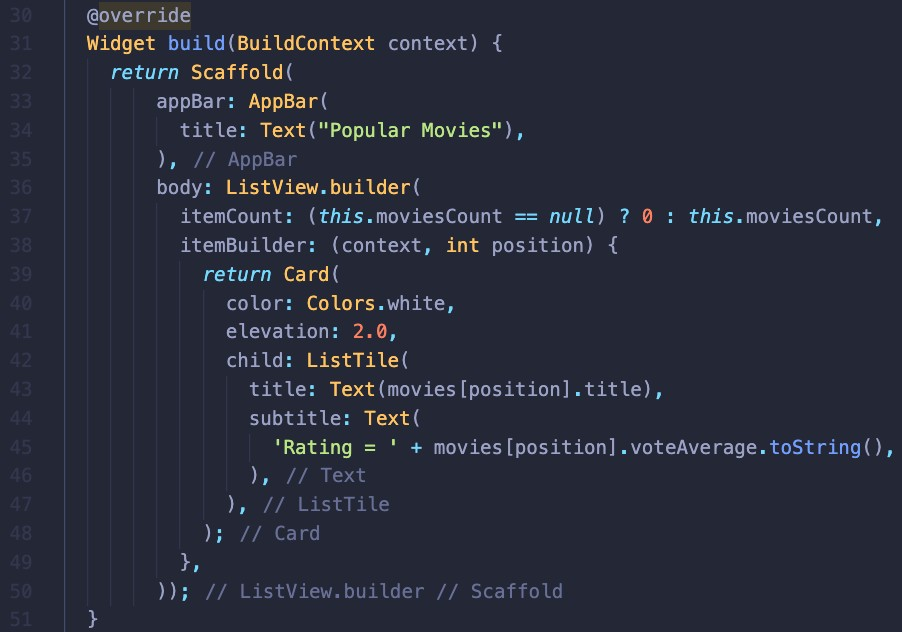 30 @override
31 Widget build(BuildContext context) {
32 return Scaffold(
33 appBar: AppBar(
34 title: Text("Popular Movies"),
35 ), // AppBar
36 body: ListView.builder(
37 itemCount: (this.moviesCount == null) ? 0 : this.moviesCount,
38 itemBuilder: (context, int position) {
39 return Card(
40 color: Colors.white,
41 elevation: 2.0,
42 child: ListTile(
43 title: Text(movies[position].title),
44 subtitle: Text(
45 'Rating = ' + movies[position].voteAverage.toString(),
46 ), // Text
47 ), // ListTile
48 ); // Card
49 },
50 )); // ListView.builder // Scaffold
51 }